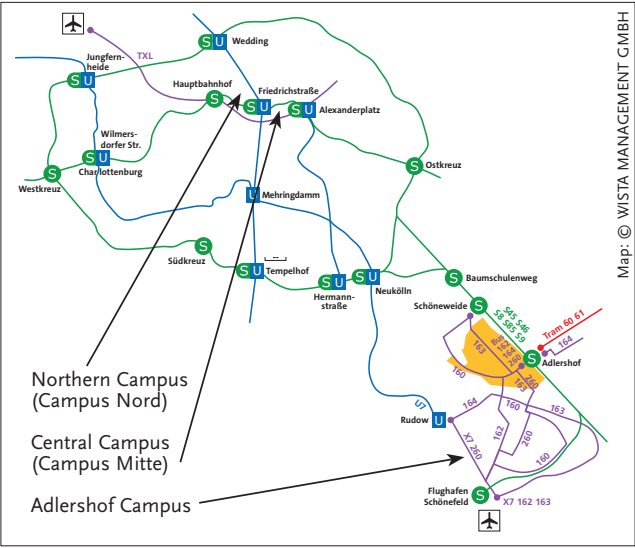 TXL
S U Wedding
Jungfern-
heide
S U
Hauptbahnhof
S
Friedrichstraße
S U
S U Alexanderplatz
Wilmers-
dorfer Str.
S U
Charlottenburg
S
Westkreuz
S Ostkreuz
U Mehringdamm
Südkreuz
S
S U Tempelhof
S U
Hermann-
straße
S U
Neukölln
S Baumschulenweg
Schöneweide
S
S45 S46
S8 S85 S9
Tram 60 61
164
Bus
162
164
260
163
160
S Adlershof
260
163
U7
Rudow U
164
160
163
162
260
X7 260
160
Flughafen
Schönefeld
S
X7 162 163
Northern Campus
(Campus Nord)
Central Campus
(Campus Mitte)
Adlershof Campus
Map: © WISTA MANAGEMENT GMBH